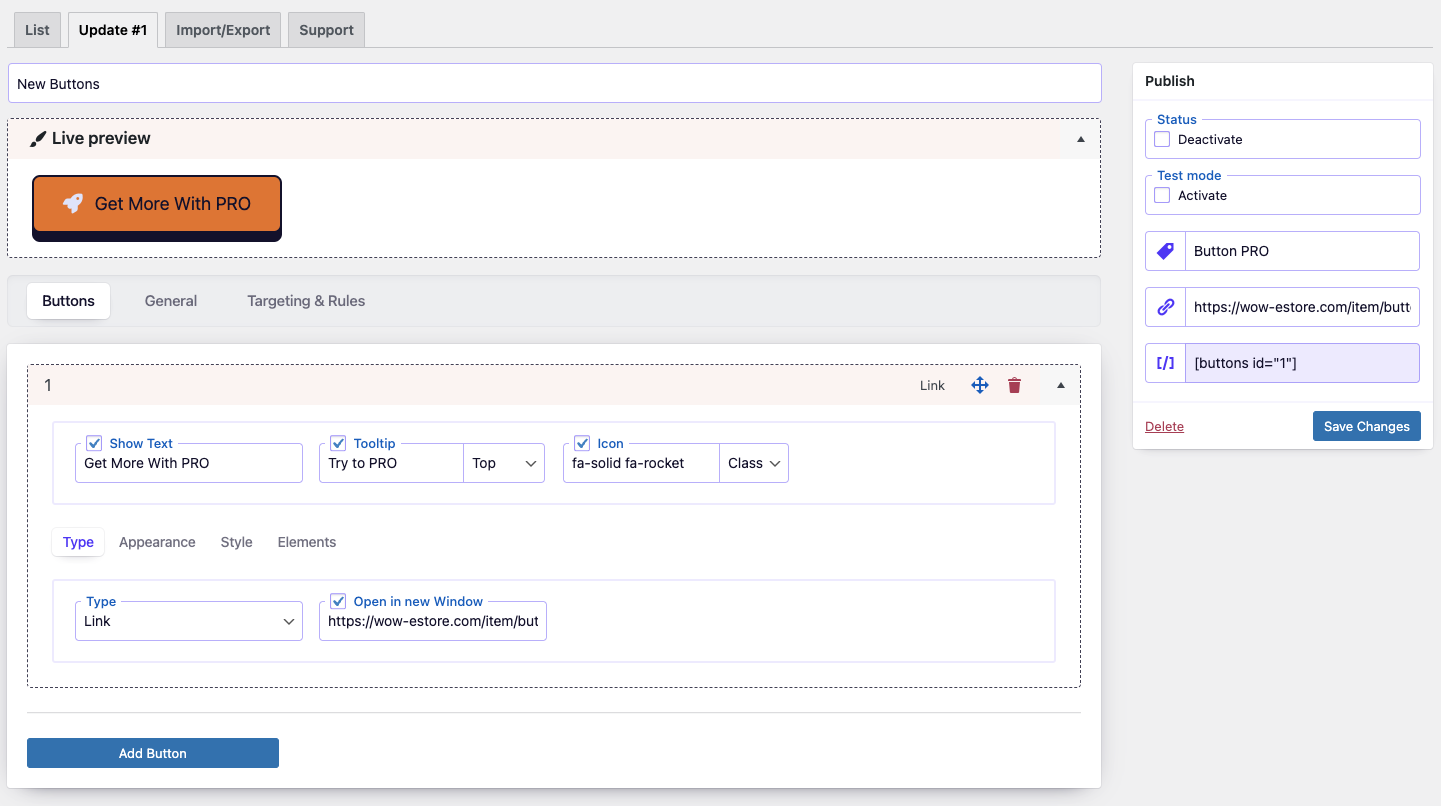 List Update #1 Import/Export Support
New Buttons
Live preview
Get More With PRO
Buttons General Targeting & Rules
1 Link
Show Text Tooltip Icon
Get More With PRO Try to PRO Top fa-solid fa-rocket Class
Type Appearance Style Elements
Type Open in new Window
Link https://wow-estore.com/item/but
Add Button
Publish
Status
Deactivate
Test mode
Activate
Button PRO
https://wow-estore.com/item/butt
[/] [buttons id="1"]
Delete Save Changes